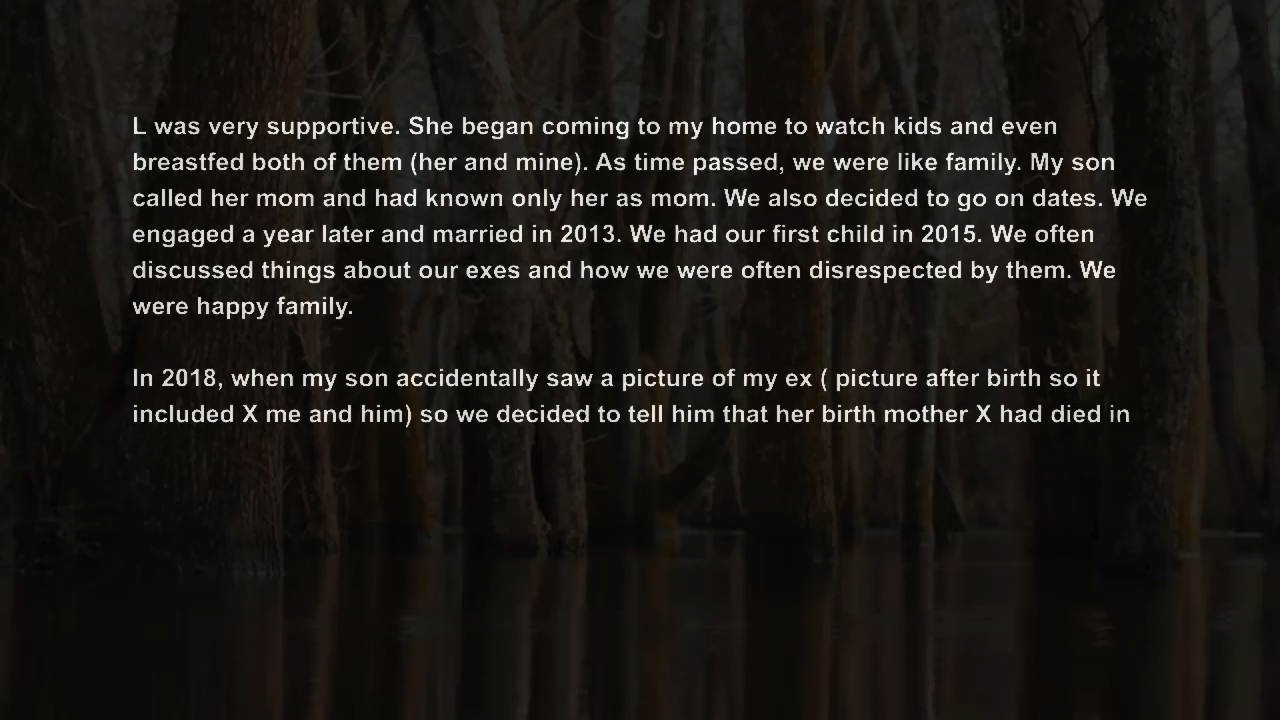 L was very supportive. She began coming to my home to watch kids and even
breastfed both of them (her and mine). As time passed, we were like family. My son
called her mom and had known only her as mom. We also decided to go on dates. We
engaged a year later and married in 2013. We had our first child in 2015. We often
discussed things about our exes and how we were often disrespected by them. We
were happy family.
In 2018, when my son accidentally saw a picture of my ex ( picture after birth so it
included X me and him) so we decided to tell him that her birth mother X had died in